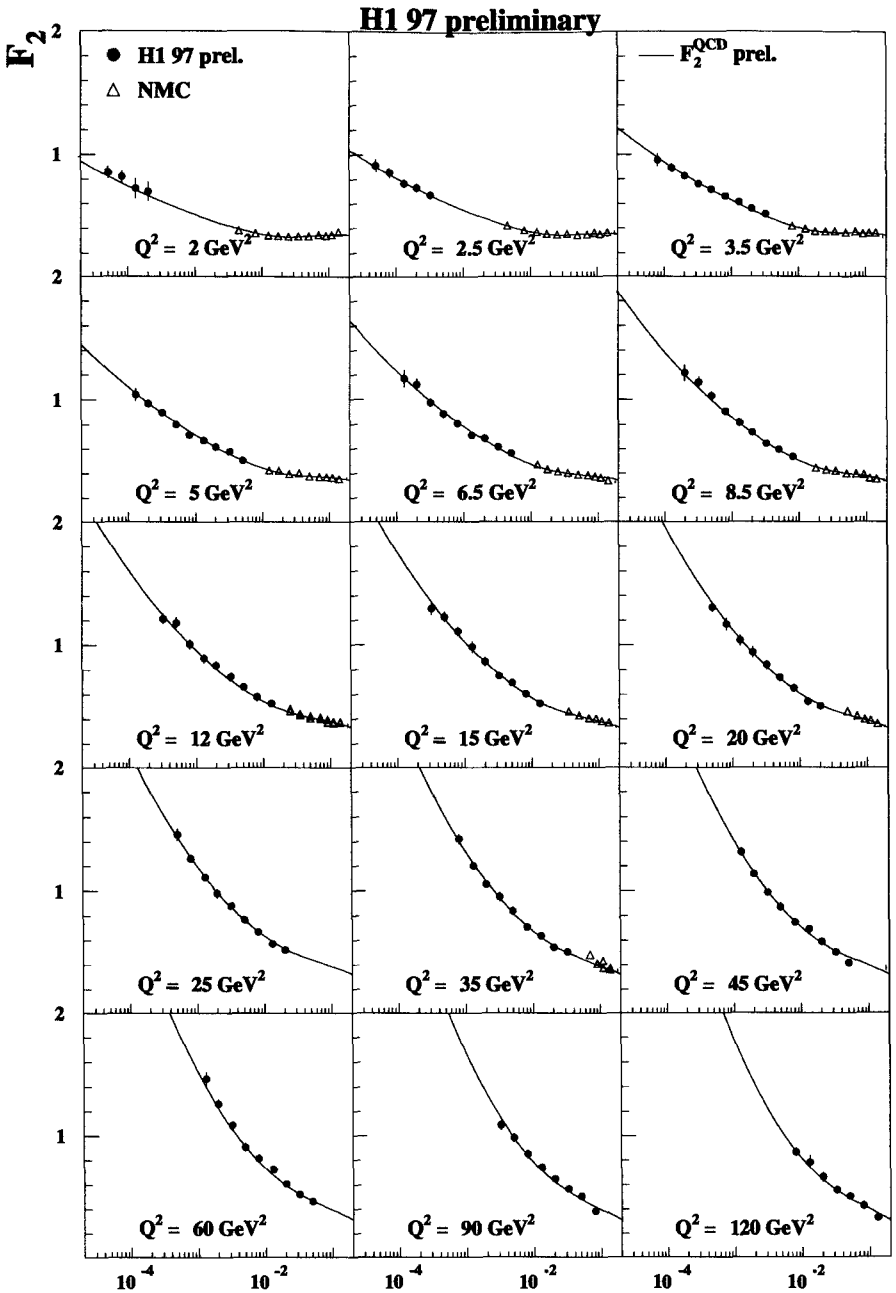 H1 97 preliminary
F₂
2
H1 97 prel.
NMC
F₂^QCD prel.
1
Q² = 2 GeV²
Q² = 2.5 GeV²
Q² = 3.5 GeV²
2
1
Q² = 5 GeV²
Q² = 6.5 GeV²
Q² = 8.5 GeV²
2
1
Q² = 12 GeV²
Q² = 15 GeV²
Q² = 20 GeV²
2
1
Q² = 25 GeV²
Q² = 35 GeV²
Q² = 45 GeV²
2
1
Q² = 60 GeV²
Q² = 90 GeV²
Q² = 120 GeV²
10⁻⁴ 10⁻² 10⁻⁴ 10⁻² 10⁻⁴ 10⁻²